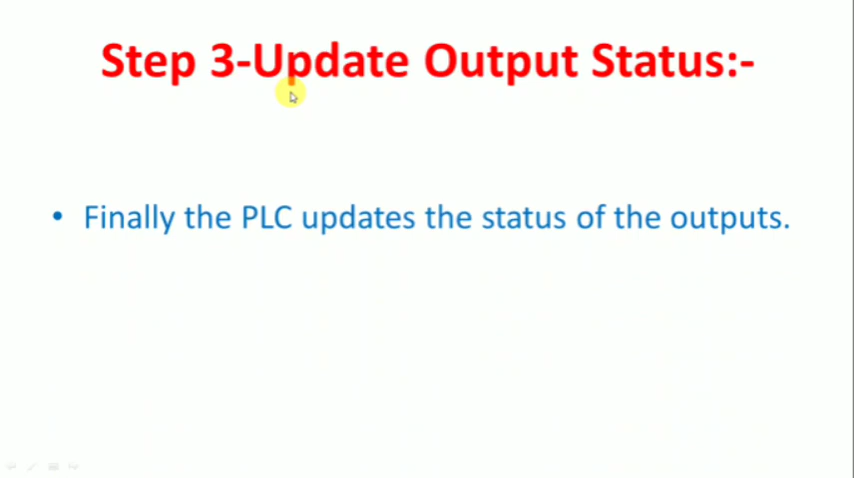 Step 3-Update Output Status:-
• Finally the PLC updates the status of the outputs.